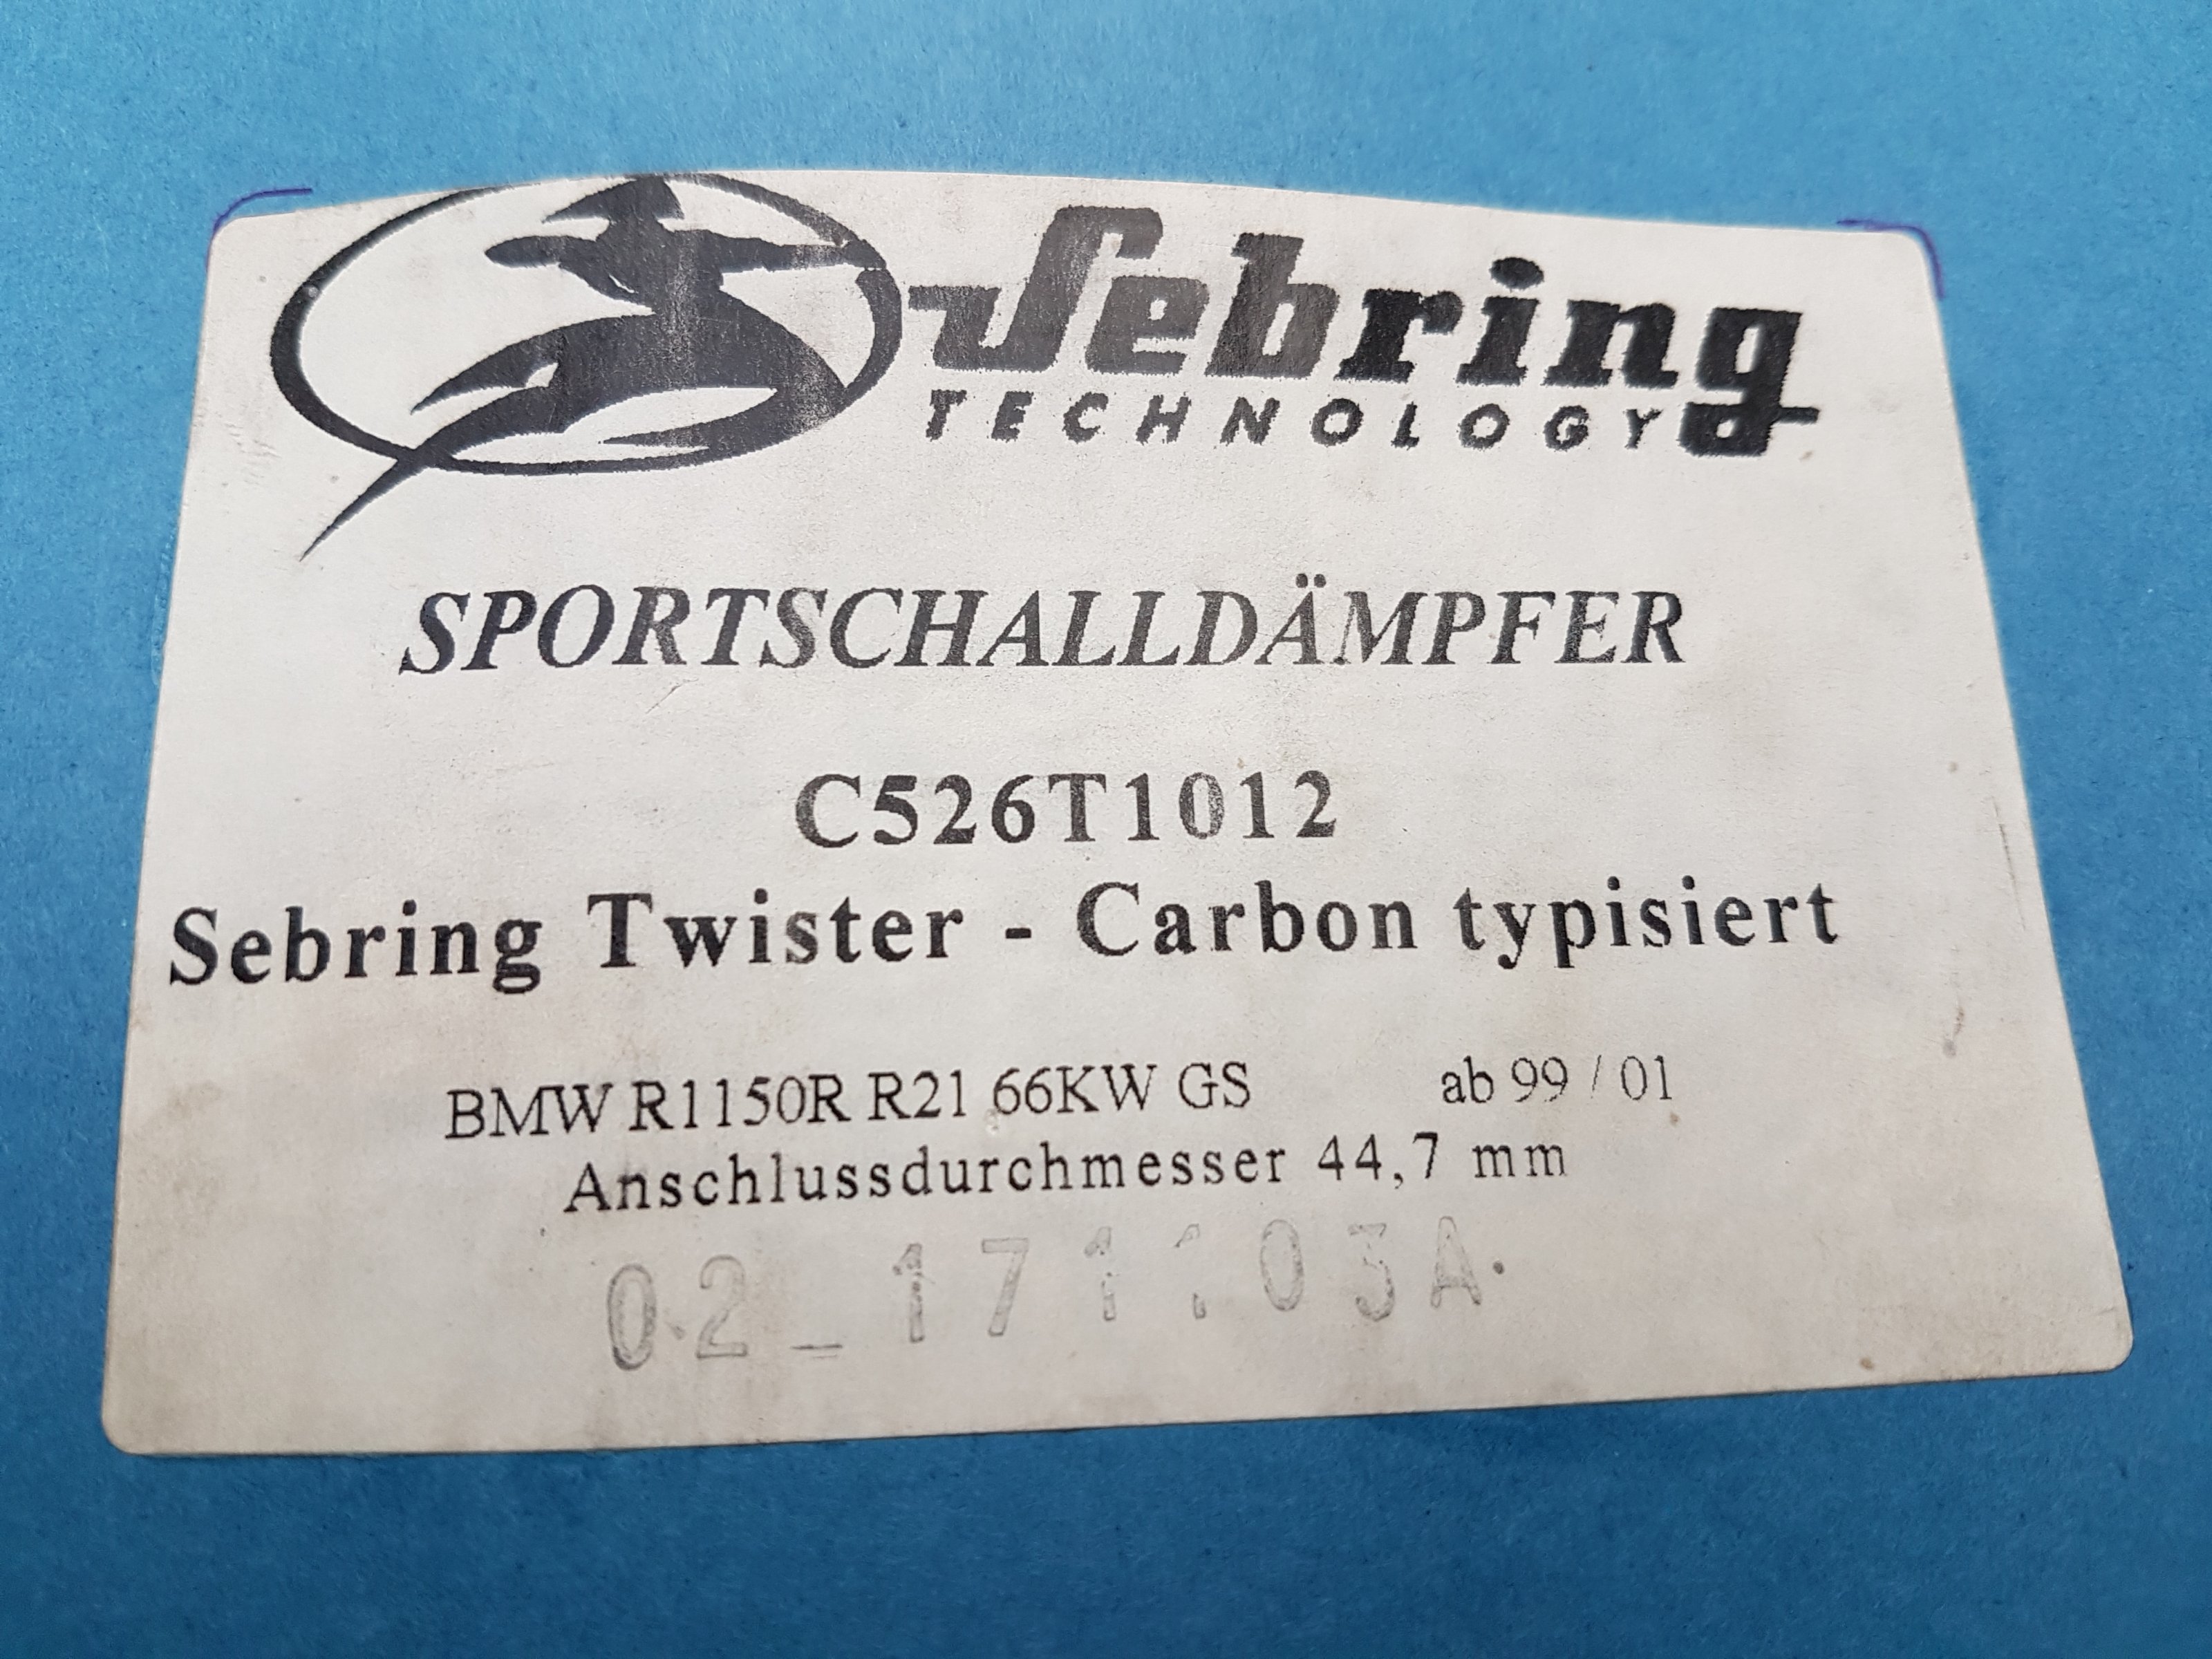 Sebring
TECHNOLOGY
SPORTSCHALLDÄMPFER
C526T1012
Sebring Twister - Carbon typisiert
BMW R1150R R21 66KW GS ab 99 / 01
Anschlussdurchmesser 44,7 mm